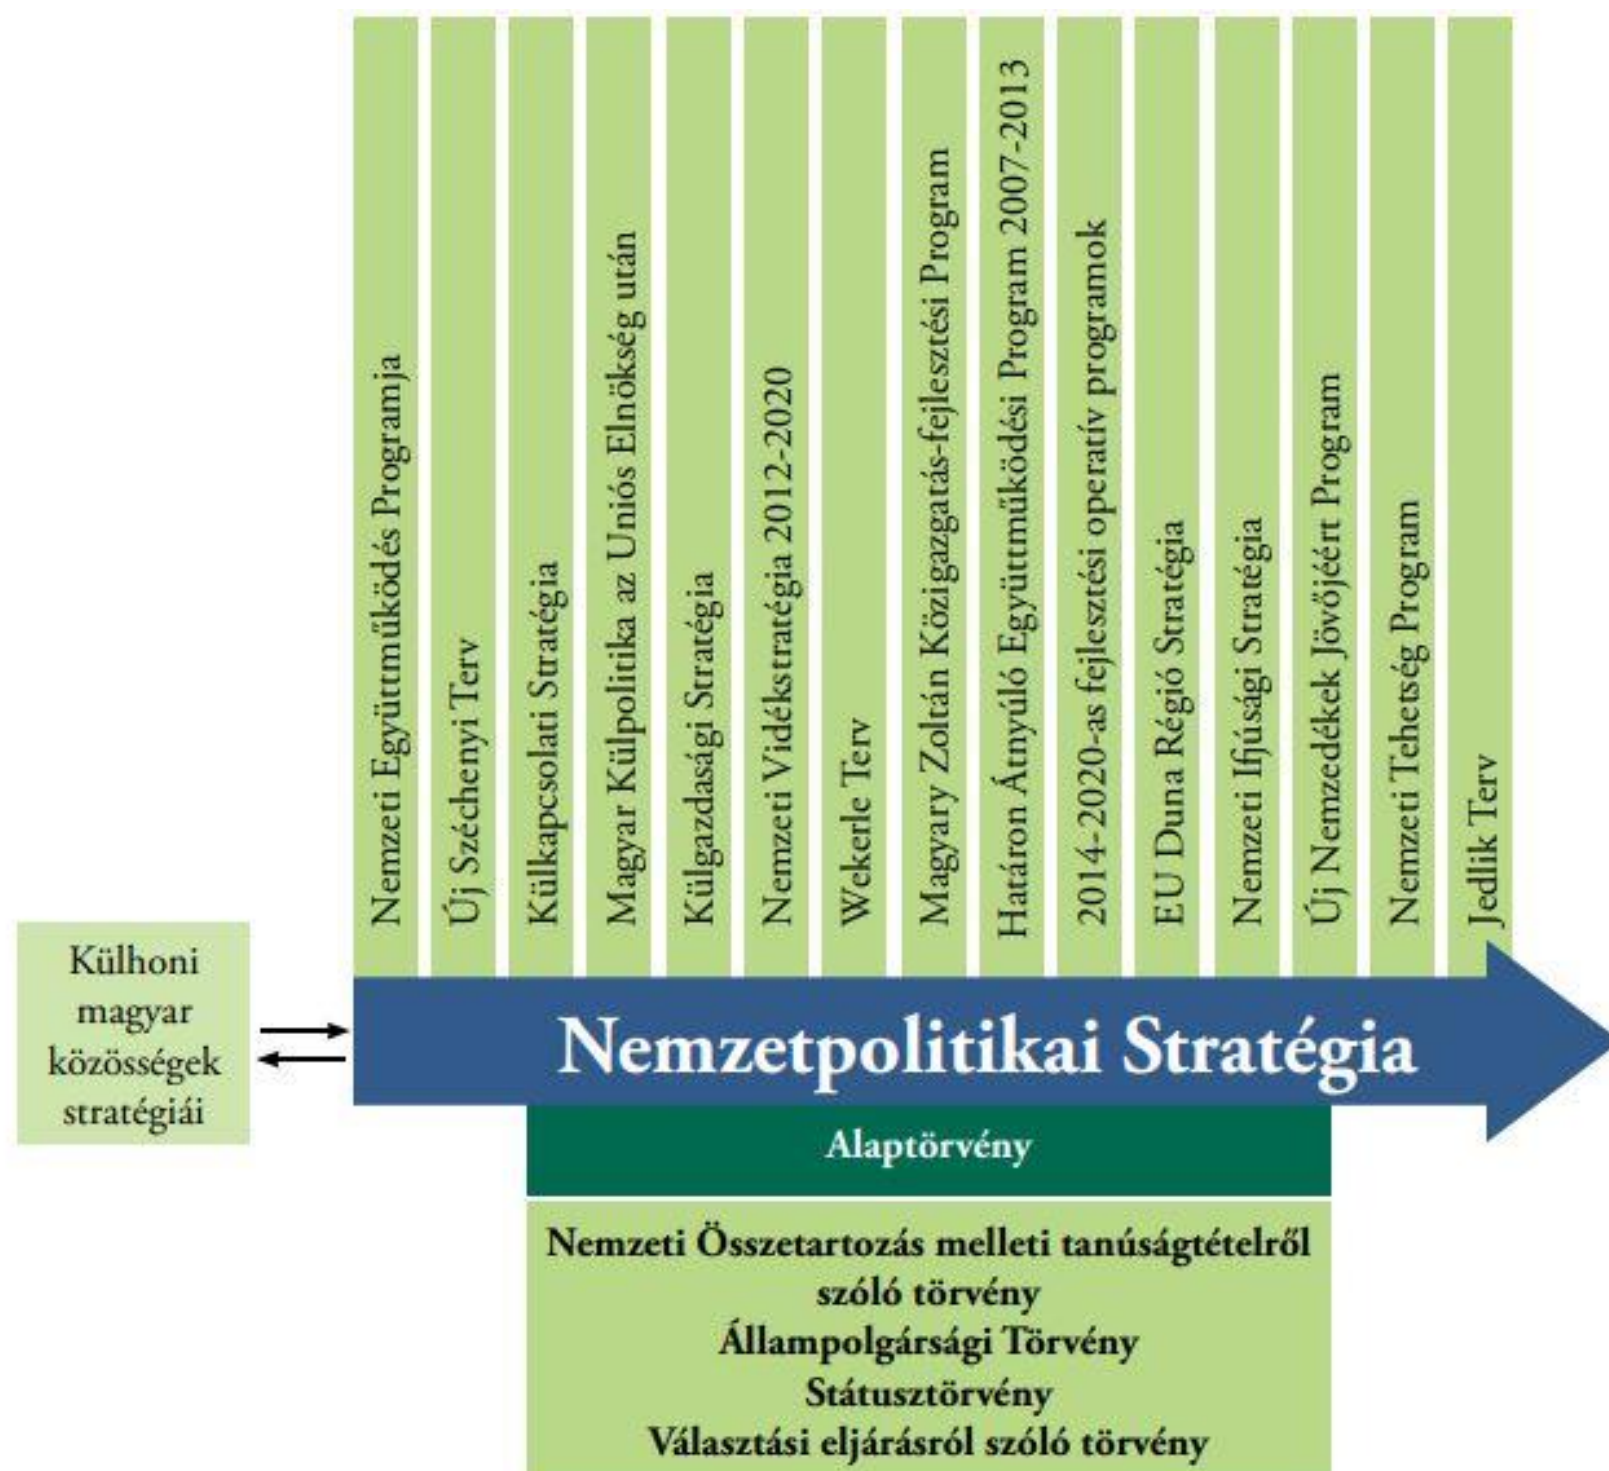 Nemzeti Együttműködés Programja
Új Széchenyi Terv
Külkapcsolati Stratégia
Magyar Külpolitika az Uniós Elnökség után
Külgazdasági Stratégia
Nemzeti Vidékstratégia 2012-2020
Wekerle Terv
Magyary Zoltán Közigazgatás-fejlesztési Program
Határon Átnyúló Együttműködési Program 2007-2013
2014-2020-as fejlesztési operatív programok
EU Duna Régió Stratégia
Nemzeti Ifjúsági Stratégia
Új Nemzedékek Jövőjéért Program
Nemzeti Tehetség Program
Jedlik Terv
Külhoni
magyar
közösségek
stratégiái
Nemzetpolitikai Stratégia
Alaptörvény
Nemzeti Összetartozás melleti tanúságtételről
szóló törvény
Állampolgársági Törvény
Státusztörvény
Választási eljárásról szóló törvény